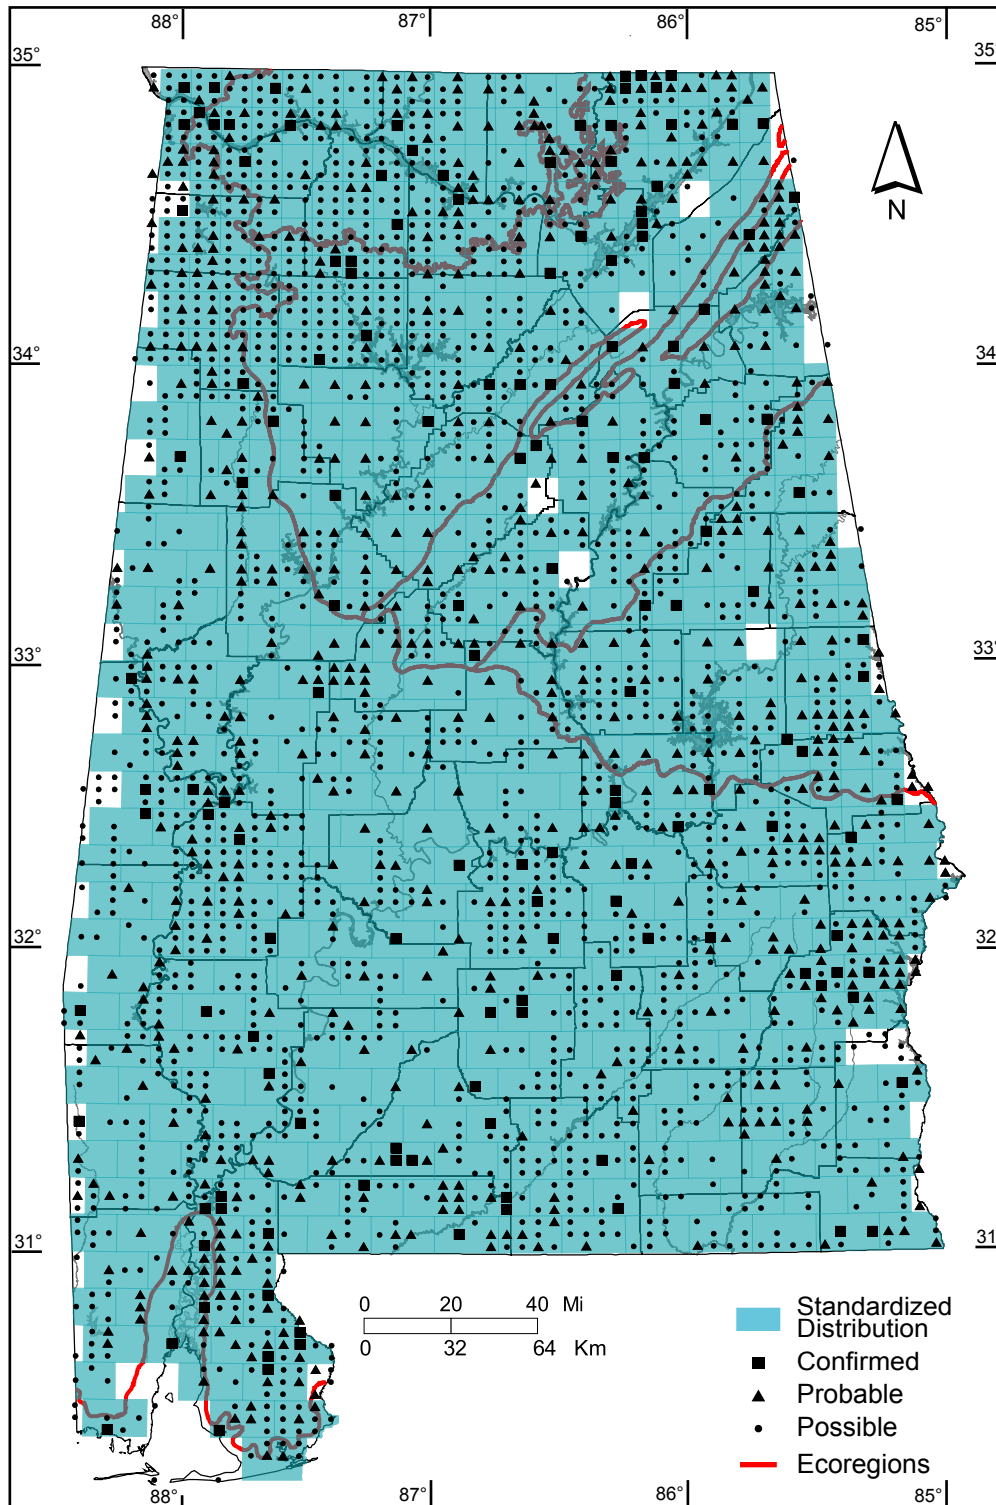 88° 87° 86° 85°
35° 35°
N
34° 34
33° 33°
32° 32
31° 31
0 20 40 Mi
0 32 64 Km
Standardized
Distribution
Confirmed
Probable
Possible
Ecoregions
88° 87° 86° 85°